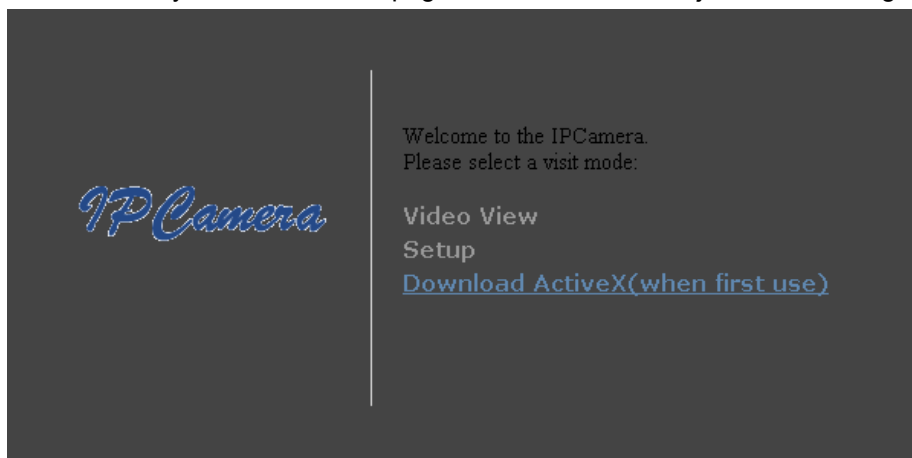 IPCamera
Welcome to the IPCamera.
Please select a visit mode:
Video View
Setup
Download ActiveX(when first use)